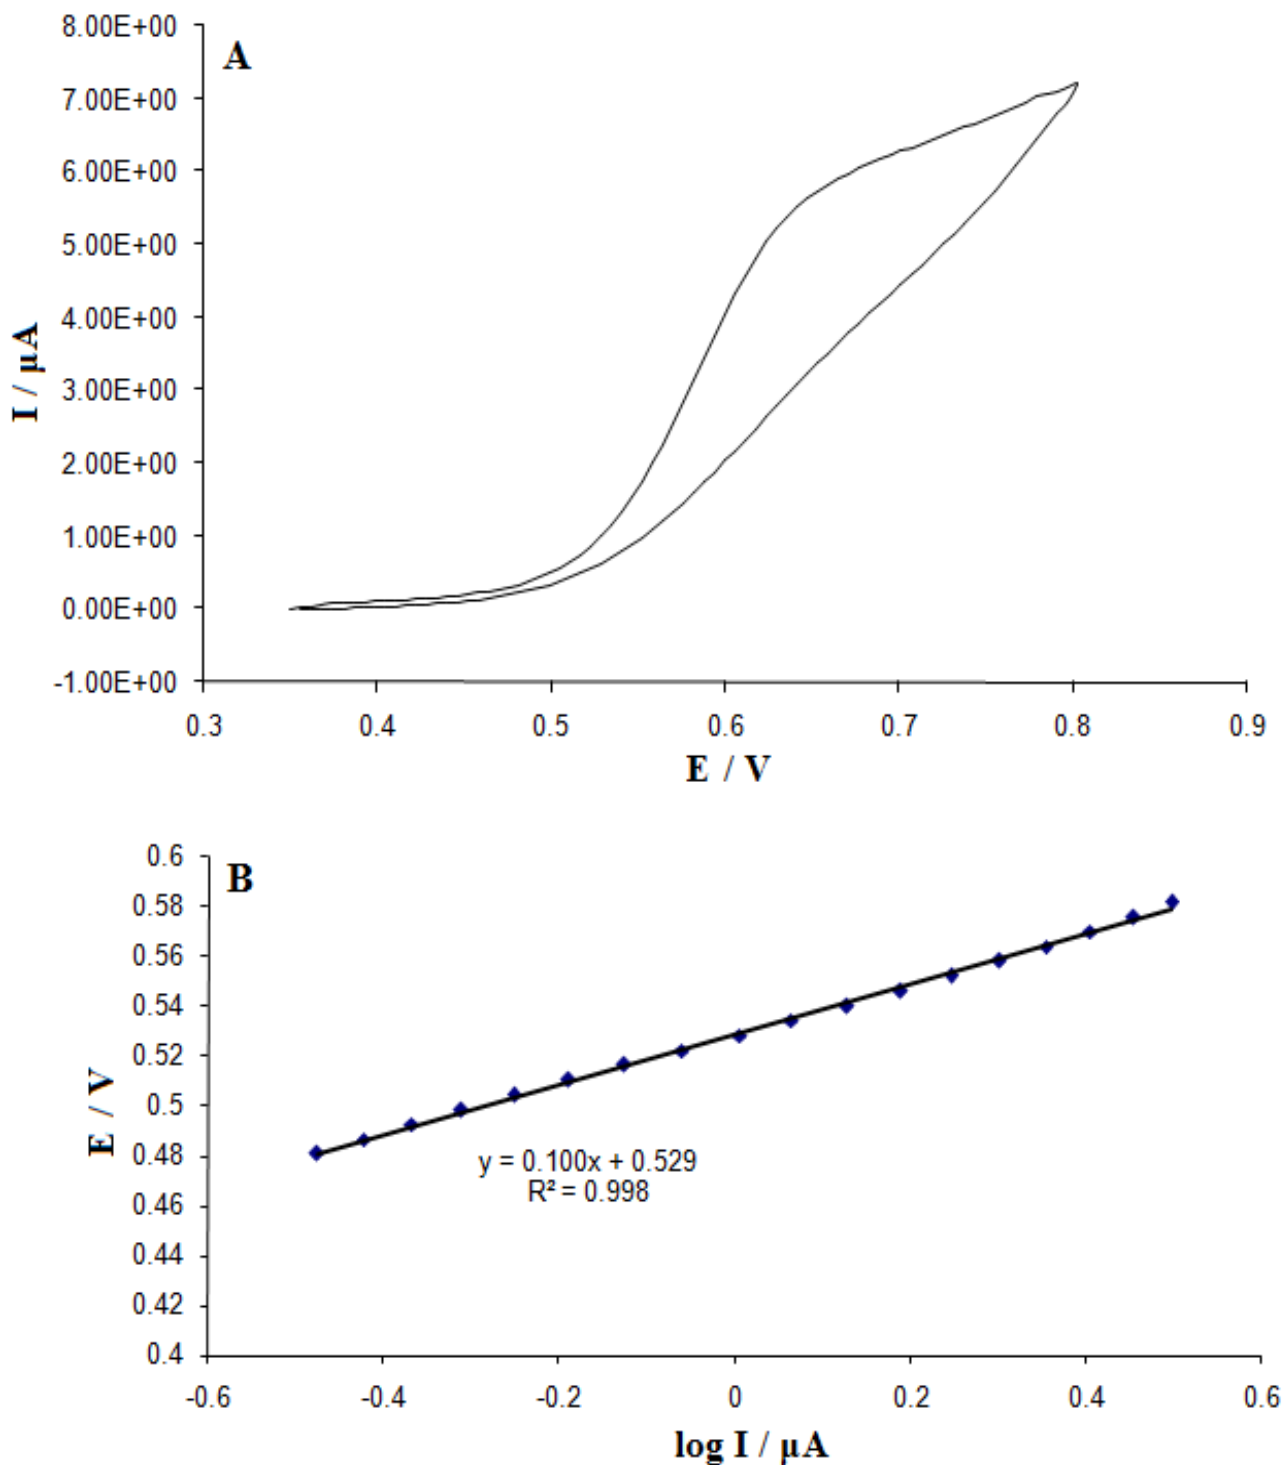 A
8.00E+00
7.00E+00
6.00E+00
5.00E+00
4.00E+00
3.00E+00
2.00E+00
1.00E+00
0.00E+00
-1.00E+00
I / µA
0.3 0.4 0.5 0.6 0.7 0.8 0.9
E / V
B
0.6
0.58
0.56
0.54
0.52
0.5
0.48
0.46
0.44
0.42
0.4
E / V
y = 0.100x + 0.529
R² = 0.998
-0.6 -0.4 -0.2 0 0.2 0.4 0.6
log I / µA